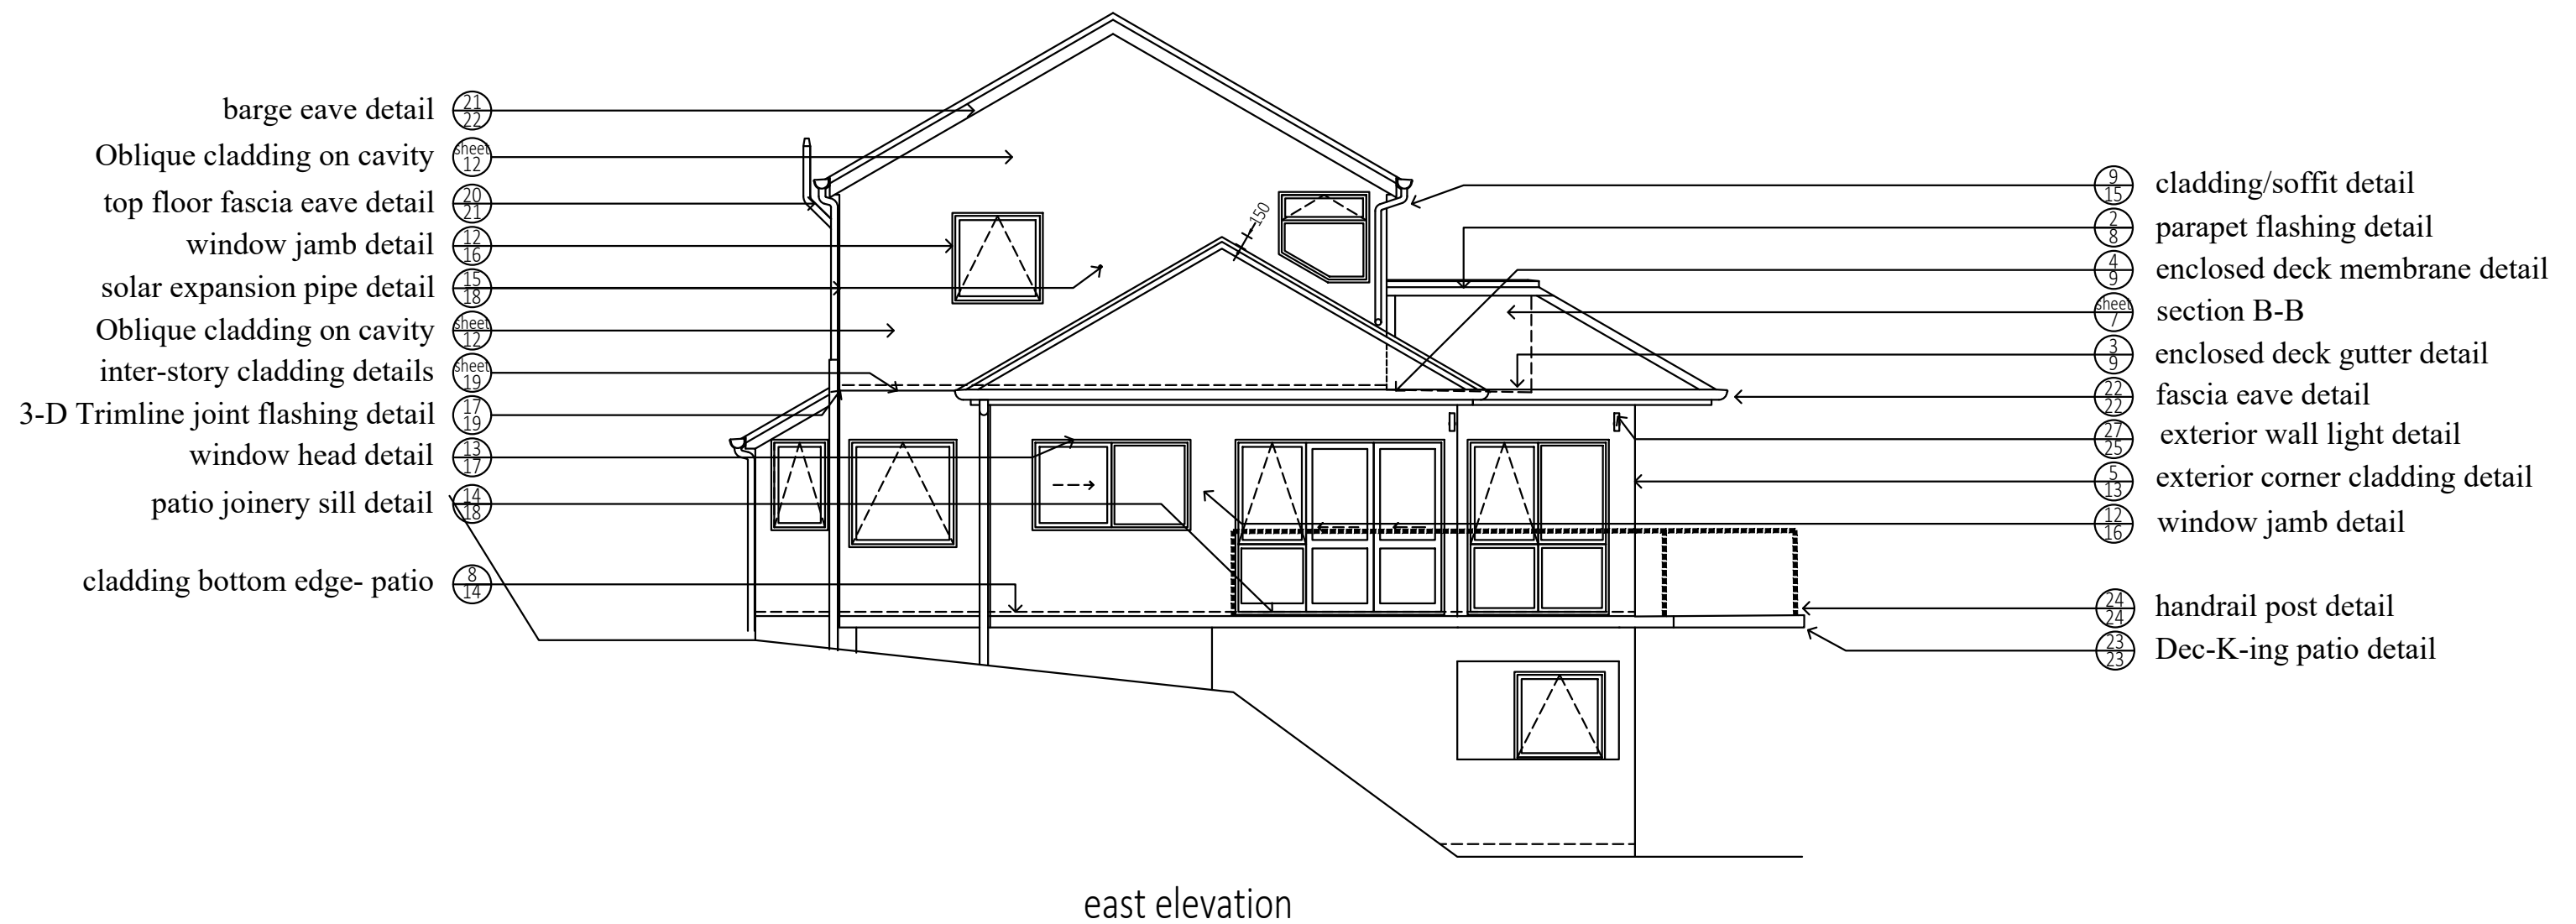 barge eave detail 21 22
Oblique cladding on cavity sheet 12
top floor fascia eave detail 20 21
window jamb detail 12 16
solar expansion pipe detail 15 18
Oblique cladding on cavity sheet 12
inter-story cladding details sheet 19
3-D Trimline joint flashing detail 17 19
window head detail 13 17
patio joinery sill detail 14 18
cladding bottom edge- patio 8 14
150
9 15 cladding/soffit detail
2 8 parapet flashing detail
4 9 enclosed deck membrane detail
sheet 7 section B-B
3 9 enclosed deck gutter detail
22 22 fascia eave detail
27 25 exterior wall light detail
5 13 exterior corner cladding detail
12 16 window jamb detail
24 24 handrail post detail
23 23 Dec-K-ing patio detail
east elevation